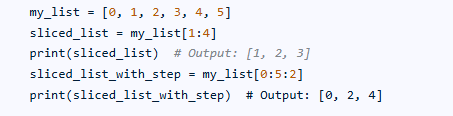 my_list = [0, 1, 2, 3, 4, 5]
sliced_list = my_list[1:4]
print(sliced_list)  # Output: [1, 2, 3]
sliced_list_with_step = my_list[0:5:2]
print(sliced_list_with_step)  # Output: [0, 2, 4]